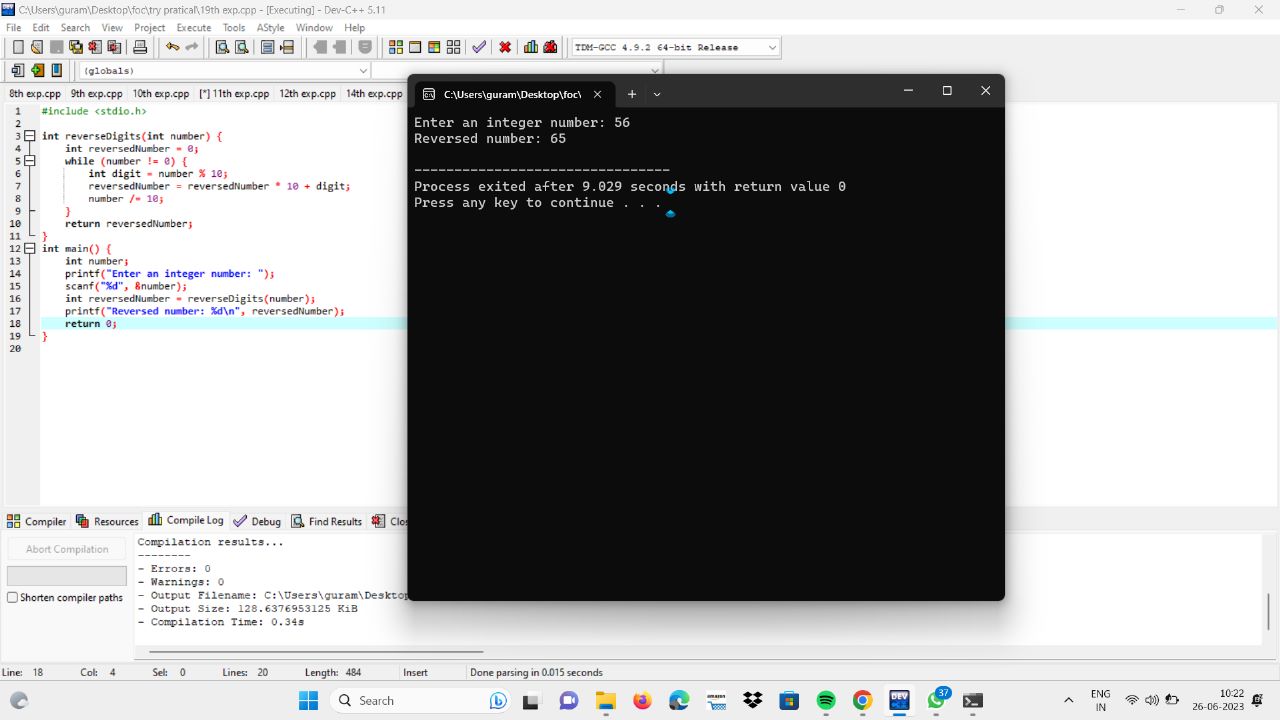 C:\Users\guram\Desktop\foc\try pratical\19th exp.cpp - [Executing] - Dev-C++ 5.11
File Edit Search View Project Execute Tools AStyle Window Help
TDM-GCC 4.9.2 64-bit Release
(globals)
8th exp.cpp 9th exp.cpp 10th exp.cpp [*] 11th exp.cpp 12th exp.cpp 14th exp.cpp
1 #include <stdio.h>
2
3 int reverseDigits(int number) {
4 int reversedNumber = 0;
5 while (number != 0) {
6 int digit = number % 10;
7 reversedNumber = reversedNumber * 10 + digit;
8 number /= 10;
9 }
10 return reversedNumber;
11 }
12 int main() {
13 int number;
14 printf("Enter an integer number: ");
15 scanf("%d", &number);
16 int reversedNumber = reverseDigits(number);
17 printf("Reversed number: %d\n", reversedNumber);
18 return 0;
19 }
20
C:\Users\guram\Desktop\foc\
Enter an integer number: 56
Reversed number: 65
--------------------------------
Process exited after 9.029 seconds with return value 0
Press any key to continue . . .
Compiler Resources Compile Log Debug Find Results Clo
Abort Compilation
Shorten compiler paths
Compilation results...
--------
- Errors: 0
- Warnings: 0
- Output Filename: C:\Users\guram\Desktop
- Output Size: 128.6376953125 KiB
- Compilation Time: 0.34s
Line: 18 Col: 4 Sel: 0 Lines: 20 Length: 484 Insert Done parsing in 0.015 seconds
Search
amazon
DEV
37
ENG
IN
10:22
26-06-2023